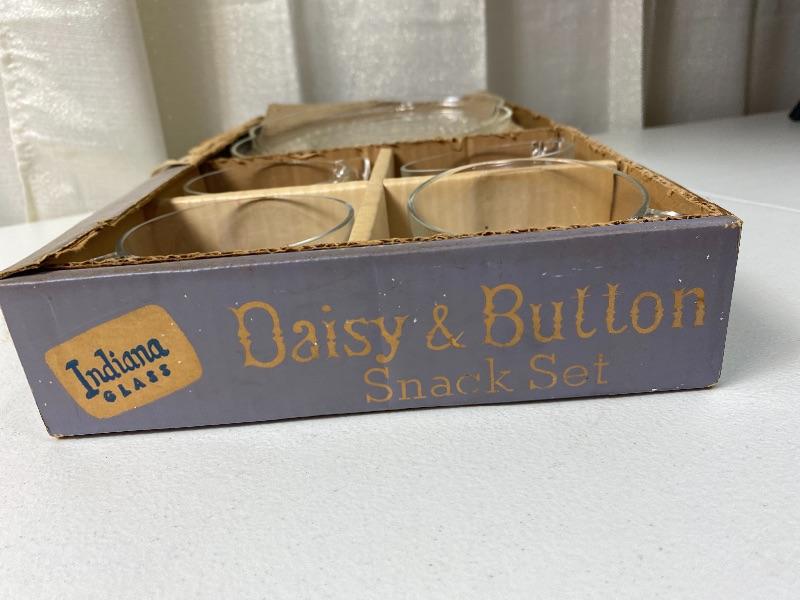 Indiana
GLASS
Daisy & Button
Snack Set